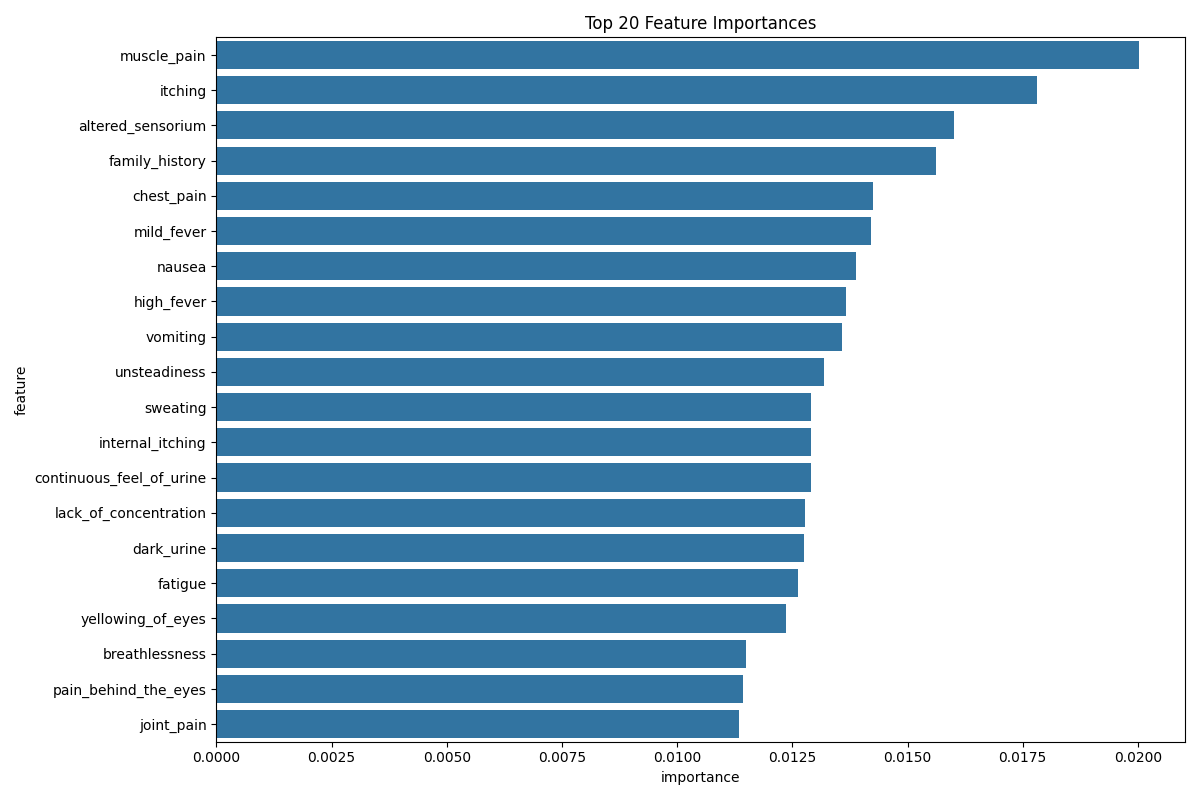 Top 20 Feature Importances
muscle_pain
itching
altered_sensorium
family_history
chest_pain
mild_fever
nausea
high_fever
vomiting
unsteadiness
sweating
internal_itching
continuous_feel_of_urine
lack_of_concentration
dark_urine
fatigue
yellowing_of_eyes
breathlessness
pain_behind_the_eyes
joint_pain
feature
0.0000 0.0025 0.0050 0.0075 0.0100 0.0125 0.0150 0.0175 0.0200
importance